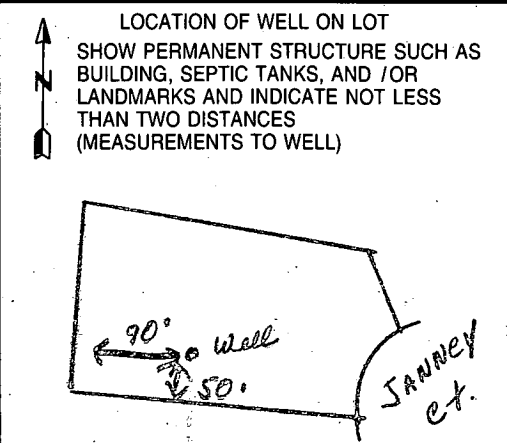 LOCATION OF WELL ON LOT
SHOW PERMANENT STRUCTURE SUCH AS
BUILDING, SEPTIC TANKS, AND /OR
LANDMARKS AND INDICATE NOT LESS
THAN TWO DISTANCES
(MEASUREMENTS TO WELL)
N
90'
Well
50'
JANNEY
Ct.